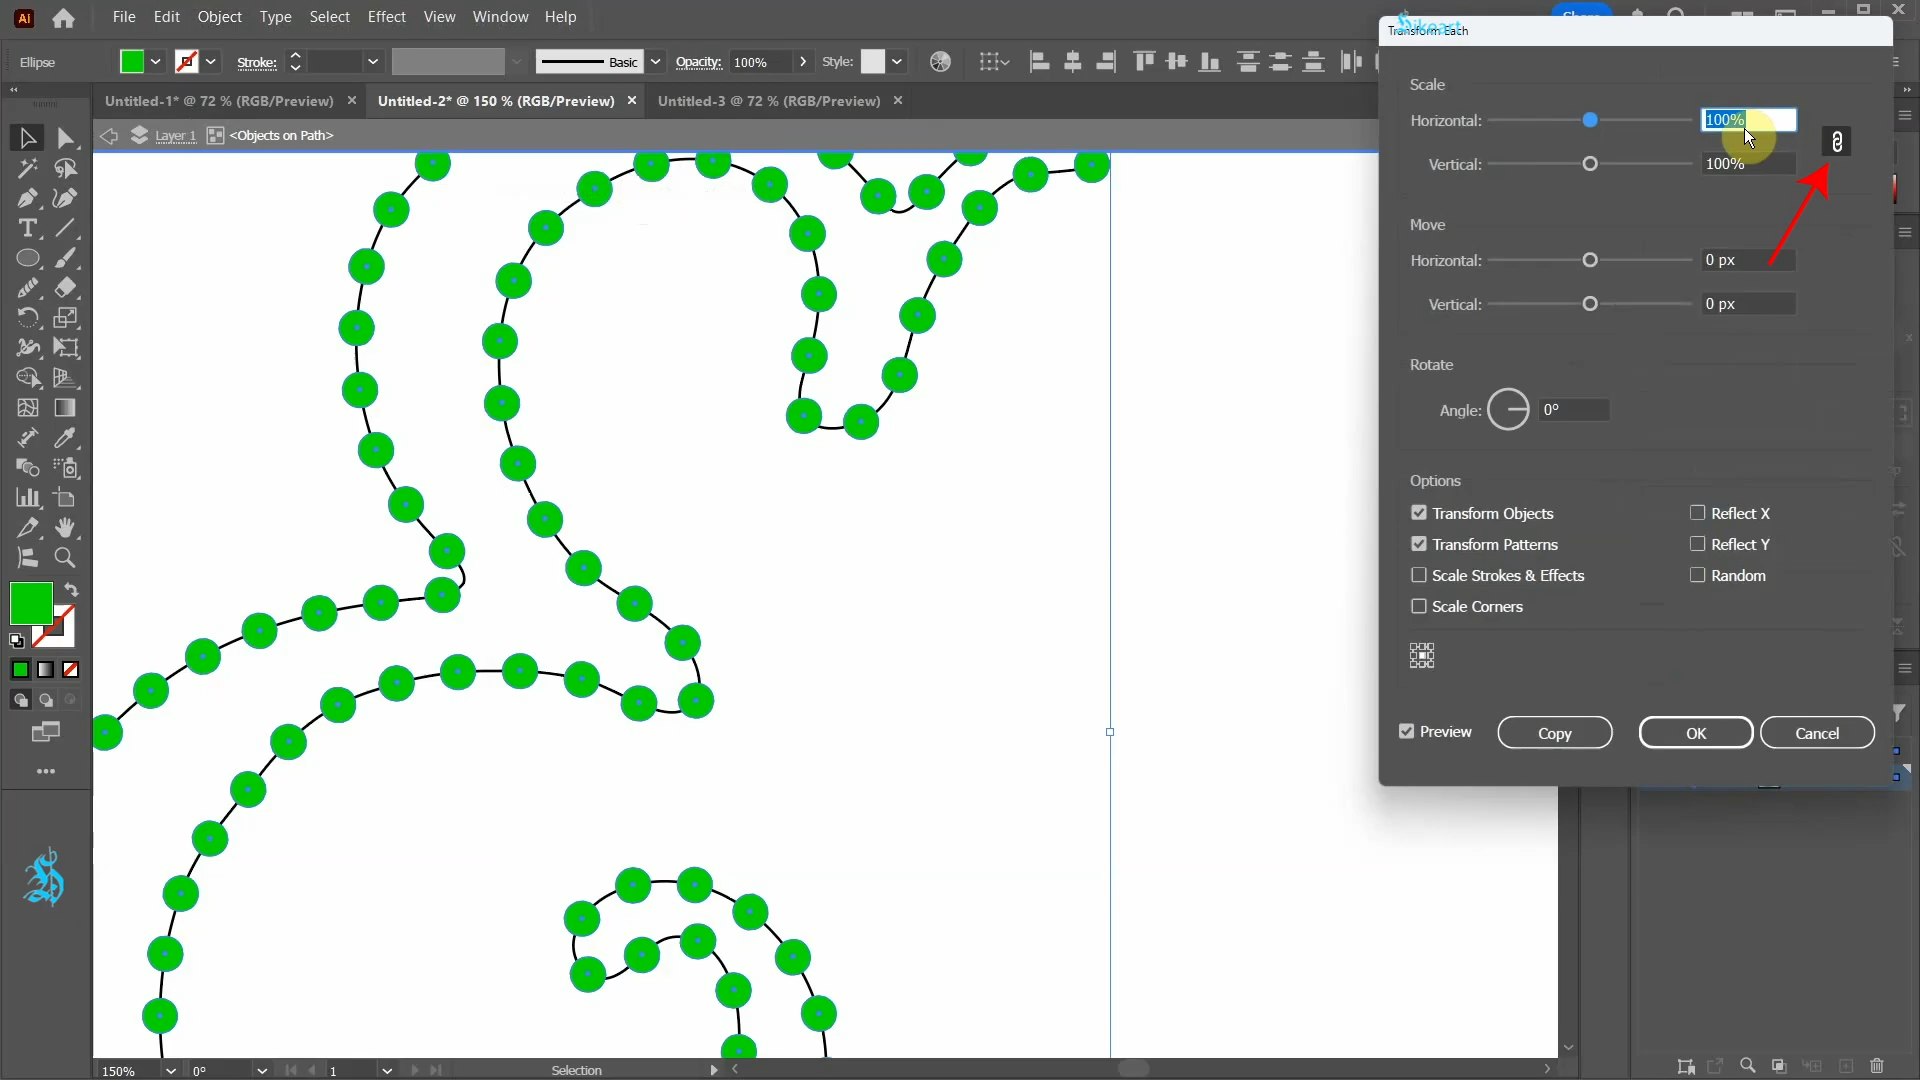 Ai File Edit Object Type Select Effect View Window Help
Share
Ellipse Stroke: Basic Opacity: 100% Style:
Untitled-1* @ 72 % (RGB/Preview) Untitled-2* @ 150 % (RGB/Preview) Untitled-3 @ 72 % (RGB/Preview)
Layer 1 <Objects on Path>
Transform Each
Scale
Horizontal: 100%
Vertical: 100%
Move
Horizontal: 0 px
Vertical: 0 px
Rotate
Angle: 0°
Options
Transform Objects Reflect X
Transform Patterns Reflect Y
Scale Strokes & Effects Random
Scale Corners
Preview Copy OK Cancel
150% 0° 1 Selection